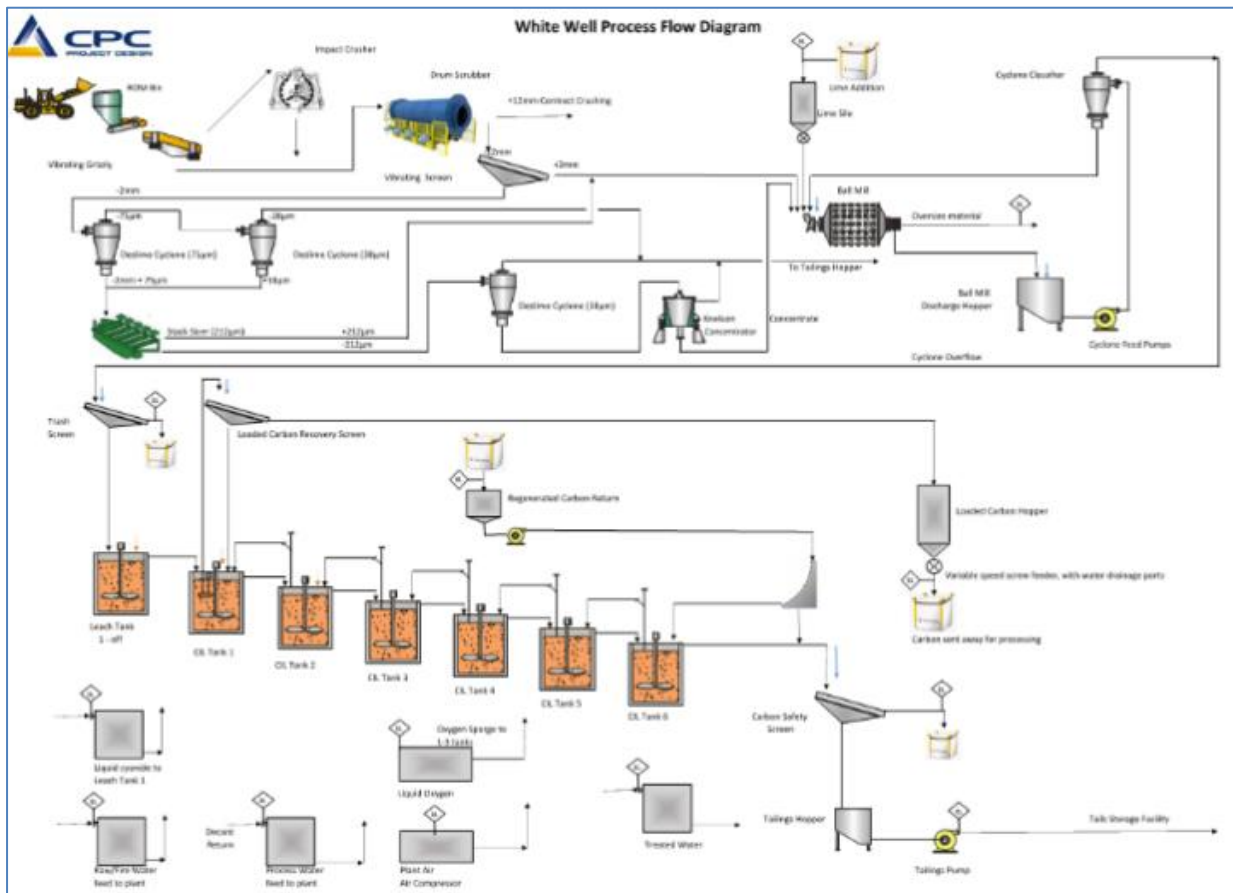 White Well Process Flow Diagram
CPC
PROJECT DESIGN
Impact Crusher
ROM Bin
Drum Scrubber
+12mm Contract Crushing
Lime Addition
Lime Silo
Cyclone Cluster
Vibrating Grizzly
Vibrating Screen
+2mm
-2mm
Ball Mill
Oversize material
-75µm
-38µm
Deslime Cyclone (75µm)
Deslime Cyclone (38µm)
-2mm + 75µm
+38µm
To Tailings Hopper
Deslime Cyclone (38µm)
Ball Mill
Discharge Hopper
Stack Sizer (212µm)
+212µm
-212µm
Knelson
Concentrator
Concentrate
Cyclone Feed Pumps
Cyclone Overflow
Trash
Screen
Loaded Carbon Recovery Screen
Regenerated Carbon Return
Loaded Carbon Hopper
Variable speed screw feeder, with water drainage ports
Carbon sent away for processing
Leach Tank
1 - off
CIL Tank 1
CIL Tank 2
CIL Tank 3
CIL Tank 4
CIL Tank 5
CIL Tank 6
Carbon Safety
Screen
Oxygen Sparge to
1-3 tanks
Liquid cyanide to
Leach Tank 1
Liquid Oxygen
Decant
Return
Treated Water
Tailings Hopper
Tails Storage Facility
Raw/Fire Water
feed to plant
Process Water
feed to plant
Plant Air
Air Compressor
Tailings Pump